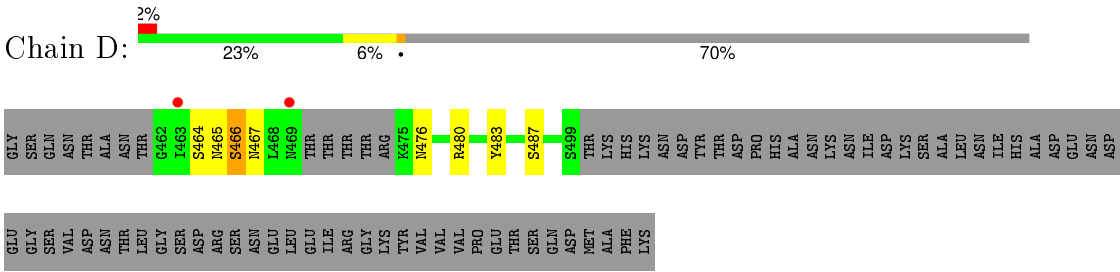 2%
Chain D:
23% 6% • 70%
GLY SER GLN ASN THR ALA ASN THR G462 I463 S464 N465 S466 N467 L468 N469 THR THR THR THR ARG K475 N476 R480 Y483 S487 S499 THR LYS HIS LYS ASN ASP TYR THR ASP PRO HIS ALA ASN LYS ASN ILE ASP LYS SER ALA LEU ASN ILE HIS ALA ASP GLU ASN ASP
GLU GLY SER VAL ASP ASN THR LEU GLY SER ASP ARG SER ASN GLU LEU GLU ILE ARG GLY LYS TYR VAL VAL VAL PRO GLU THR SER GLN ASP MET ALA PHE LYS